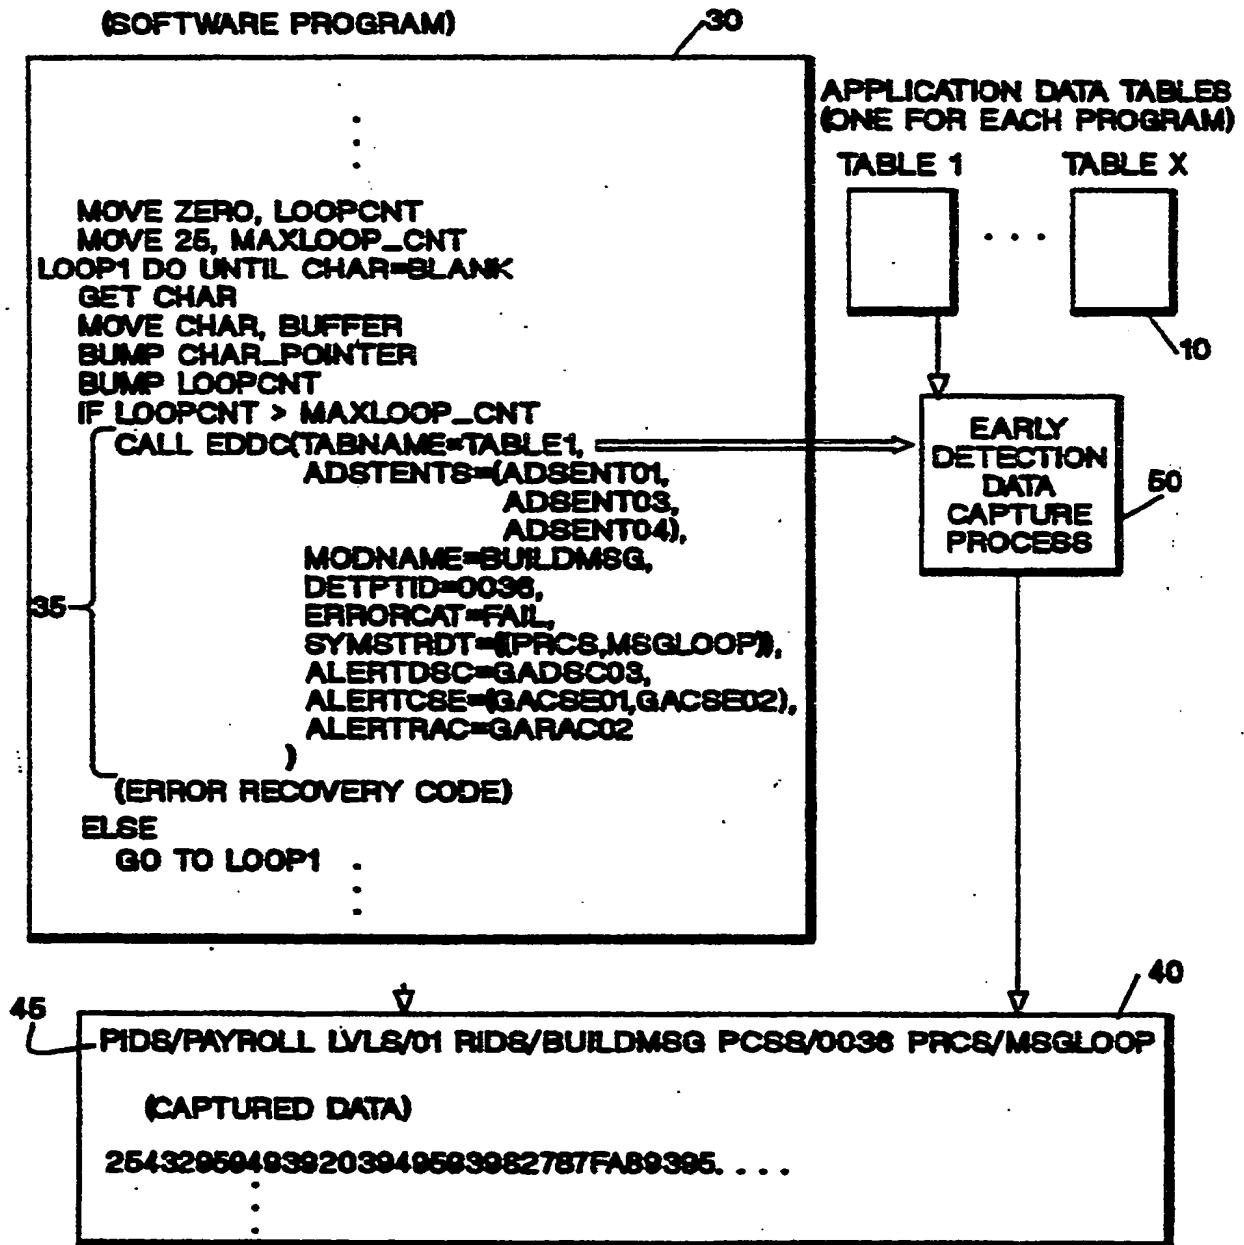 (SOFTWARE PROGRAM)
30
APPLICATION DATA TABLES
(ONE FOR EACH PROGRAM)
TABLE 1
TABLE X
. . .
10
MOVE ZERO, LOOPCNT
MOVE 25, MAXLOOP_CNT
LOOP1 DO UNTIL CHAR=BLANK
GET CHAR
MOVE CHAR, BUFFER
BUMP CHAR_POINTER
BUMP LOOPCNT
IF LOOPCNT > MAXLOOP_CNT
CALL EDDC(TABNAME=TABLE1,
ADSTENTS=(ADSENT01,
ADSENT03,
ADSENT04),
MODNAME=BUILDMSG,
DETPTID=0036,
ERRORCAT=FAIL,
SYMSTRDT=((PRCS,MSGLOOP)),
ALERTDSC=GADSC03,
ALERTCSE=(GACSE01,GACSE02),
ALERTRAC=GARAC02
)
35
(ERROR RECOVERY CODE)
ELSE
GO TO LOOP1
EARLY
DETECTION
DATA
CAPTURE
PROCESS
50
40
45
PIDS/PAYROLL LVLS/01 RIDS/BUILDMSG PCSS/0036 PRCS/MSGLOOP
(CAPTURED DATA)
2543295949392039495939827B7FA89395. . . .